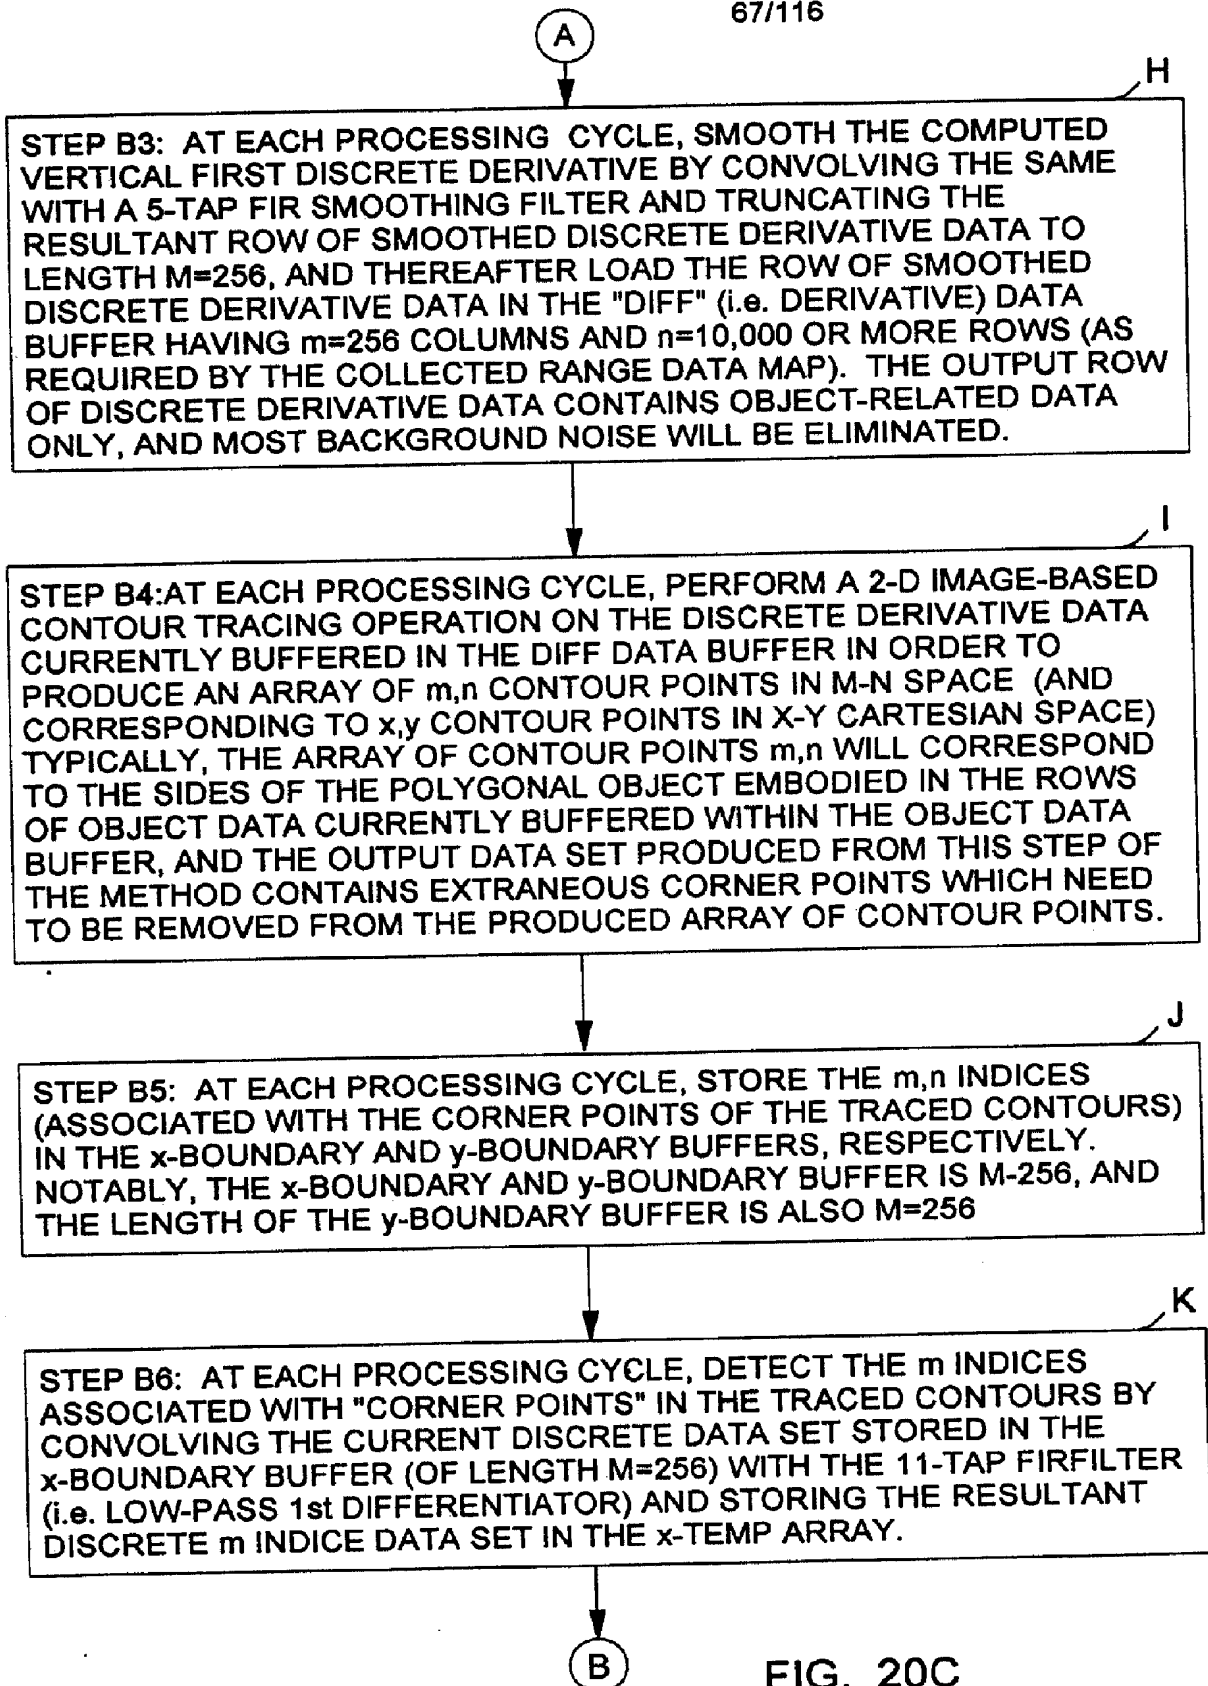 67/116
A
H
STEP B3: AT EACH PROCESSING CYCLE, SMOOTH THE COMPUTED
VERTICAL FIRST DISCRETE DERIVATIVE BY CONVOLVING THE SAME
WITH A 5-TAP FIR SMOOTHING FILTER AND TRUNCATING THE
RESULTANT ROW OF SMOOTHED DISCRETE DERIVATIVE DATA TO
LENGTH M=256, AND THEREAFTER LOAD THE ROW OF SMOOTHED
DISCRETE DERIVATIVE DATA IN THE "DIFF" (i.e. DERIVATIVE) DATA
BUFFER HAVING m=256 COLUMNS AND n=10,000 OR MORE ROWS (AS
REQUIRED BY THE COLLECTED RANGE DATA MAP). THE OUTPUT ROW
OF DISCRETE DERIVATIVE DATA CONTAINS OBJECT-RELATED DATA
ONLY, AND MOST BACKGROUND NOISE WILL BE ELIMINATED.
I
STEP B4:AT EACH PROCESSING CYCLE, PERFORM A 2-D IMAGE-BASED
CONTOUR TRACING OPERATION ON THE DISCRETE DERIVATIVE DATA
CURRENTLY BUFFERED IN THE DIFF DATA BUFFER IN ORDER TO
PRODUCE AN ARRAY OF m,n CONTOUR POINTS IN M-N SPACE (AND
CORRESPONDING TO x,y CONTOUR POINTS IN X-Y CARTESIAN SPACE)
TYPICALLY, THE ARRAY OF CONTOUR POINTS m,n WILL CORRESPOND
TO THE SIDES OF THE POLYGONAL OBJECT EMBODIED IN THE ROWS
OF OBJECT DATA CURRENTLY BUFFERED WITHIN THE OBJECT DATA
BUFFER, AND THE OUTPUT DATA SET PRODUCED FROM THIS STEP OF
THE METHOD CONTAINS EXTRANEOUS CORNER POINTS WHICH NEED
TO BE REMOVED FROM THE PRODUCED ARRAY OF CONTOUR POINTS.
J
STEP B5: AT EACH PROCESSING CYCLE, STORE THE m,n INDICES
(ASSOCIATED WITH THE CORNER POINTS OF THE TRACED CONTOURS)
IN THE x-BOUNDARY AND y-BOUNDARY BUFFERS, RESPECTIVELY.
NOTABLY, THE x-BOUNDARY AND y-BOUNDARY BUFFER IS M-256, AND
THE LENGTH OF THE y-BOUNDARY BUFFER IS ALSO M=256
K
STEP B6: AT EACH PROCESSING CYCLE, DETECT THE m INDICES
ASSOCIATED WITH "CORNER POINTS" IN THE TRACED CONTOURS BY
CONVOLVING THE CURRENT DISCRETE DATA SET STORED IN THE
x-BOUNDARY BUFFER (OF LENGTH M=256) WITH THE 11-TAP FIRFILTER
(i.e. LOW-PASS 1st DIFFERENTIATOR) AND STORING THE RESULTANT
DISCRETE m INDICE DATA SET IN THE x-TEMP ARRAY.
B
FIG. 20C